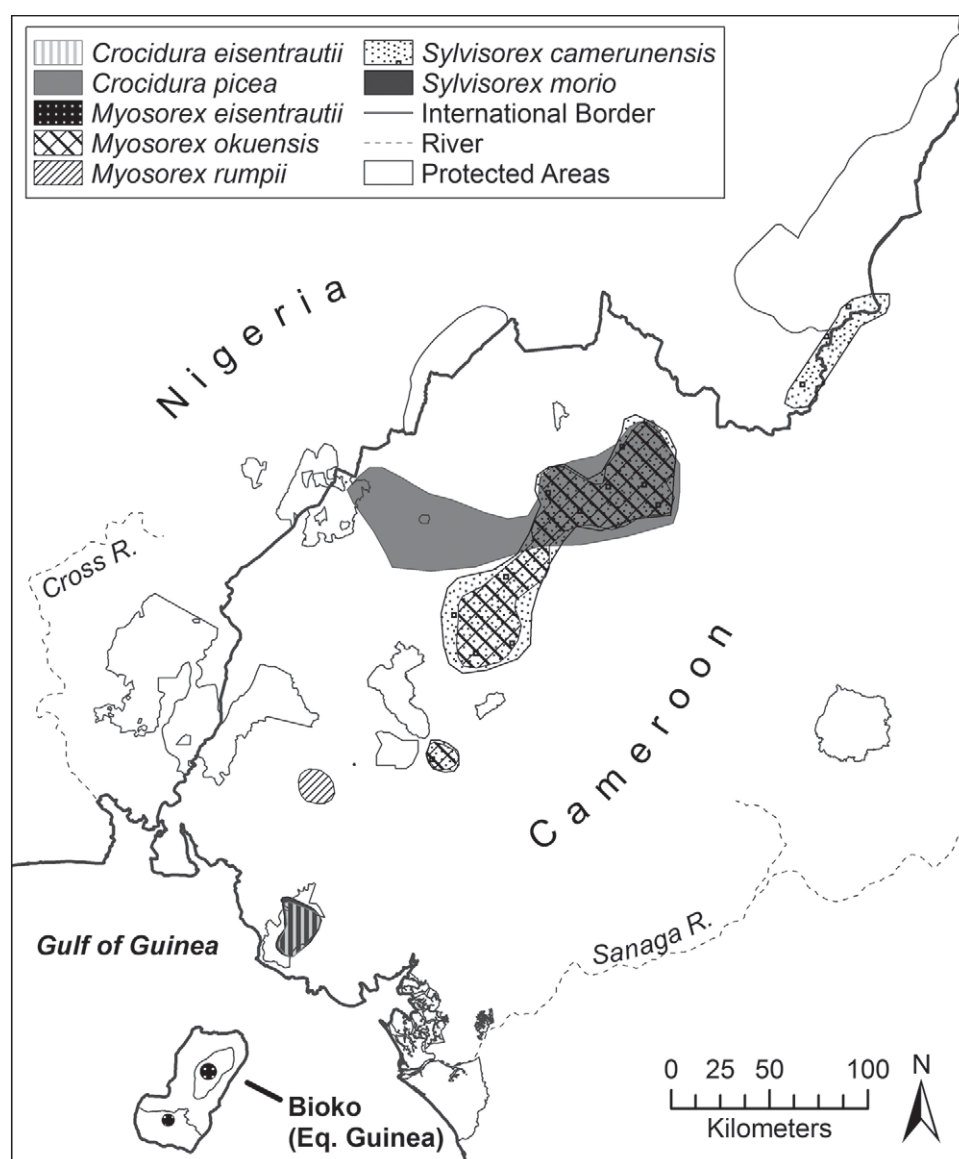 Crocidura eisentrautii
Crocidura picea
Myosorex eisentrautii
Myosorex okuensis
Myosorex rumpii
Sylvisorex camerunensis
Sylvisorex morio
International Border
River
Protected Areas
Nigeria
Cross R.
Cameroon
Gulf of Guinea
Sanaga R.
Bioko
(Eq. Guinea)
0 25 50 100
Kilometers
N